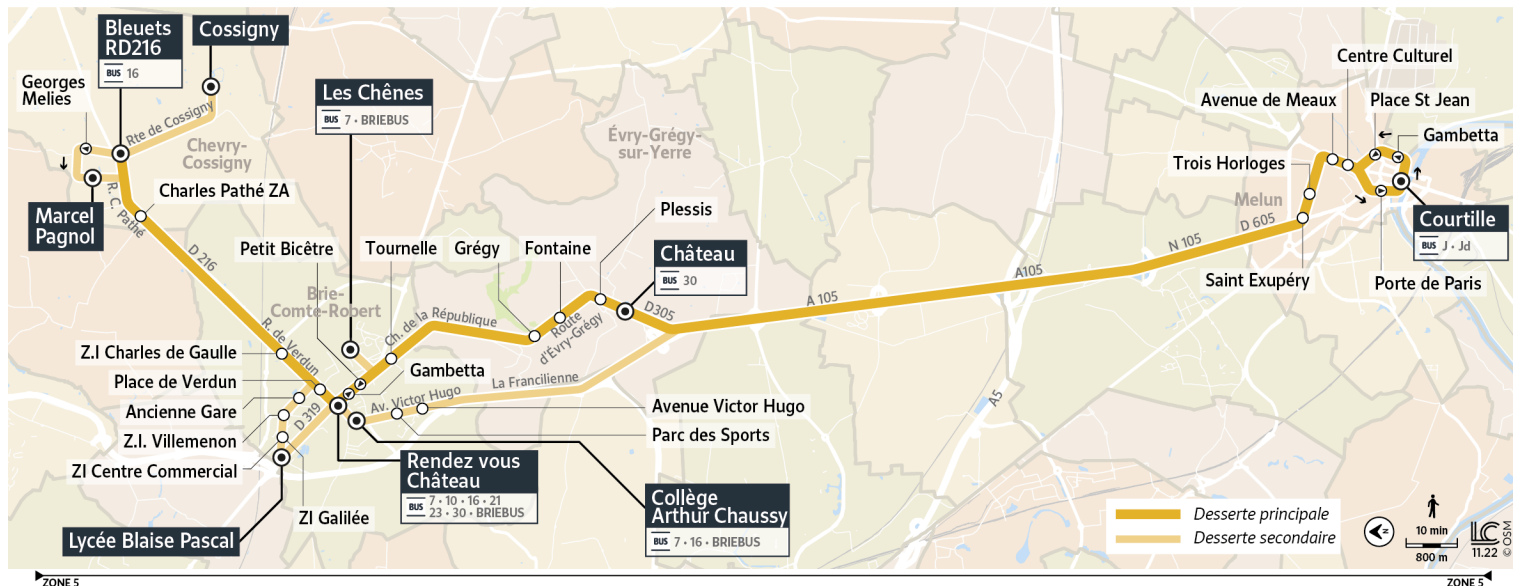 Bleuets
RD216
BUS 16
Cossigny
Georges
Melies
Rte de Cossigny
Chevry-
Cossigny
Les Chênes
BUS 7 • BRIEBUS
Évry-Grégy-
sur-Yerre
Centre Culturel
Avenue de Meaux
Place St Jean
Gambetta
Trois Horloges
Marcel
Pagnol
R. C. Pathé
Charles Pathé ZA
Melun
Courtille
BUS J • Jd
D 216
Petit Bicêtre
Tournelle
Grégy
Fontaine
Plessis
Château
BUS 30
N 105
D 605
Saint Exupéry
Porte de Paris
A105
A 105
Brie-
Comte-Robert
Ch. de la République
Route
d'Évry-Grégy
D305
R. de Verdun
Z.I Charles de Gaulle
Place de Verdun
Ancienne Gare
Z.I. Villemenon
ZI Centre Commercial
D 319
Gambetta
Av. Victor Hugo
La Francilienne
A5
Avenue Victor Hugo
Parc des Sports
Rendez vous
Château
BUS 7 • 10 • 16 • 21
23 • 30 • BRIEBUS
Collège
Arthur Chaussy
BUS 7 • 16 • BRIEBUS
ZI Galilée
Lycée Blaise Pascal
Desserte principale
Desserte secondaire
N
10 min
800 m
LC
11.22
© OSM
ZONE 5
ZONE 5